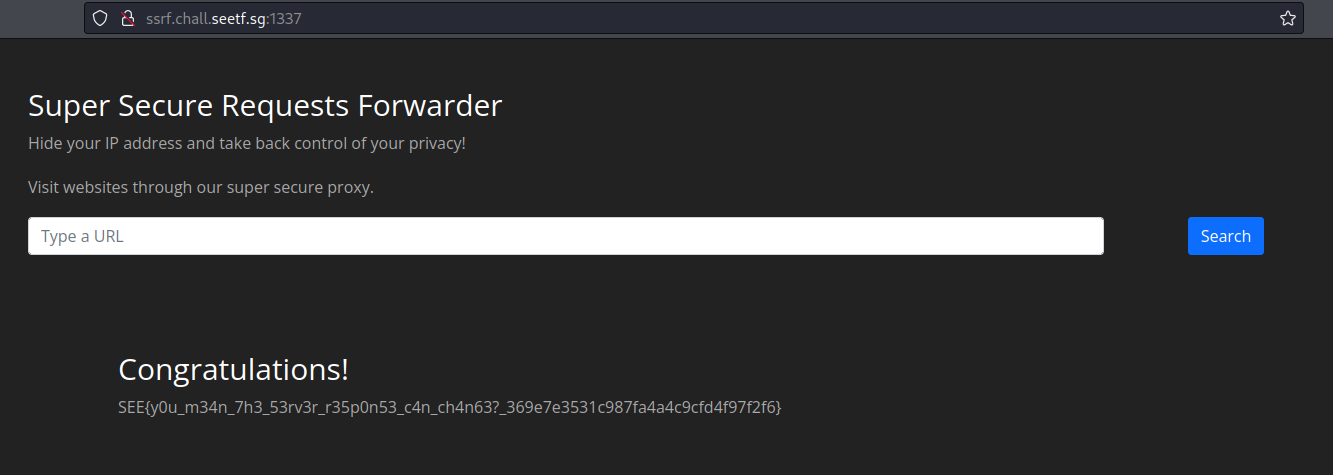 ssrf.chall.seetf.sg:1337
Super Secure Requests Forwarder
Hide your IP address and take back control of your privacy!
Visit websites through our super secure proxy.
Type a URL
Search
Congratulations!
SEE{y0u_m34n_7h3_53rv3r_r35p0n53_c4n_ch4n63?_369e7e3531c987fa4a4c9cfd4f97f2f6}